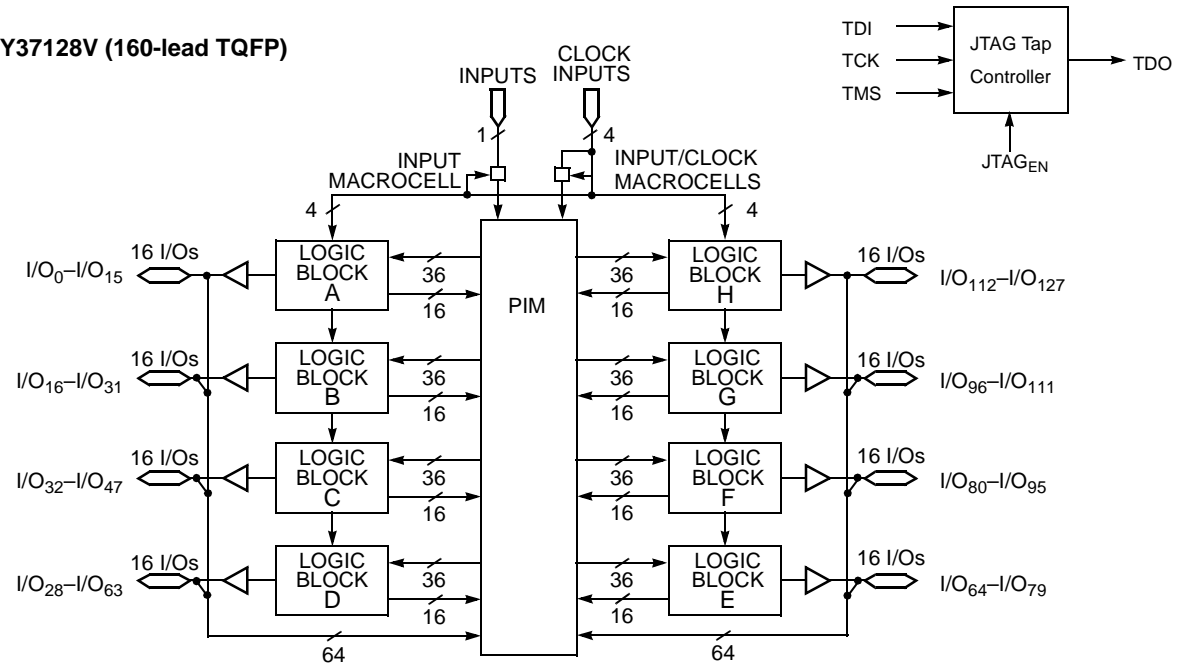 Y37128V (160-lead TQFP)
TDI
TCK
TMS
JTAG Tap
Controller
TDO
JTAGEN
INPUTS
CLOCK
INPUTS
1
4
INPUT
MACROCELL
INPUT/CLOCK
MACROCELLS
4
4
I/O0–I/O15
16 I/Os
LOGIC
BLOCK
A
36
16
PIM
36
16
LOGIC
BLOCK
H
16 I/Os
I/O112–I/O127
I/O16–I/O31
16 I/Os
LOGIC
BLOCK
B
36
16
36
16
LOGIC
BLOCK
G
16 I/Os
I/O96–I/O111
I/O32–I/O47
16 I/Os
LOGIC
BLOCK
C
36
16
36
16
LOGIC
BLOCK
F
16 I/Os
I/O80–I/O95
I/O28–I/O63
16 I/Os
LOGIC
BLOCK
D
36
16
36
16
LOGIC
BLOCK
E
16 I/Os
I/O64–I/O79
64
64